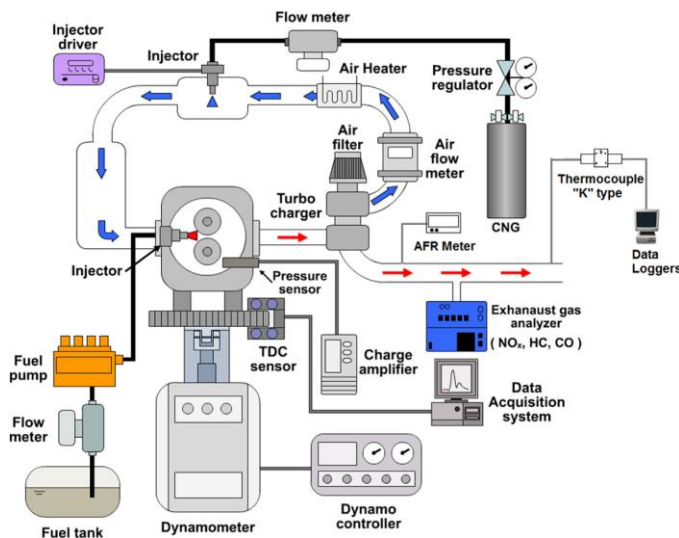 Flow meter
Injector
driver
Injector
Air Heater
Pressure
regulator
Air
filter
Air flow
meter
Turbo
charger
CNG
Thermocouple
"K" type
AFR Meter
Data
Loggers
Injector
Pressure
sensor
Exhanaust gas
analyzer
( NOx, HC, CO )
TDC
sensor
Charge
amplifier
Fuel
pump
Data
Acquisition
system
Flow
meter
Fuel tank
Dynamometer
Dynamo
controller